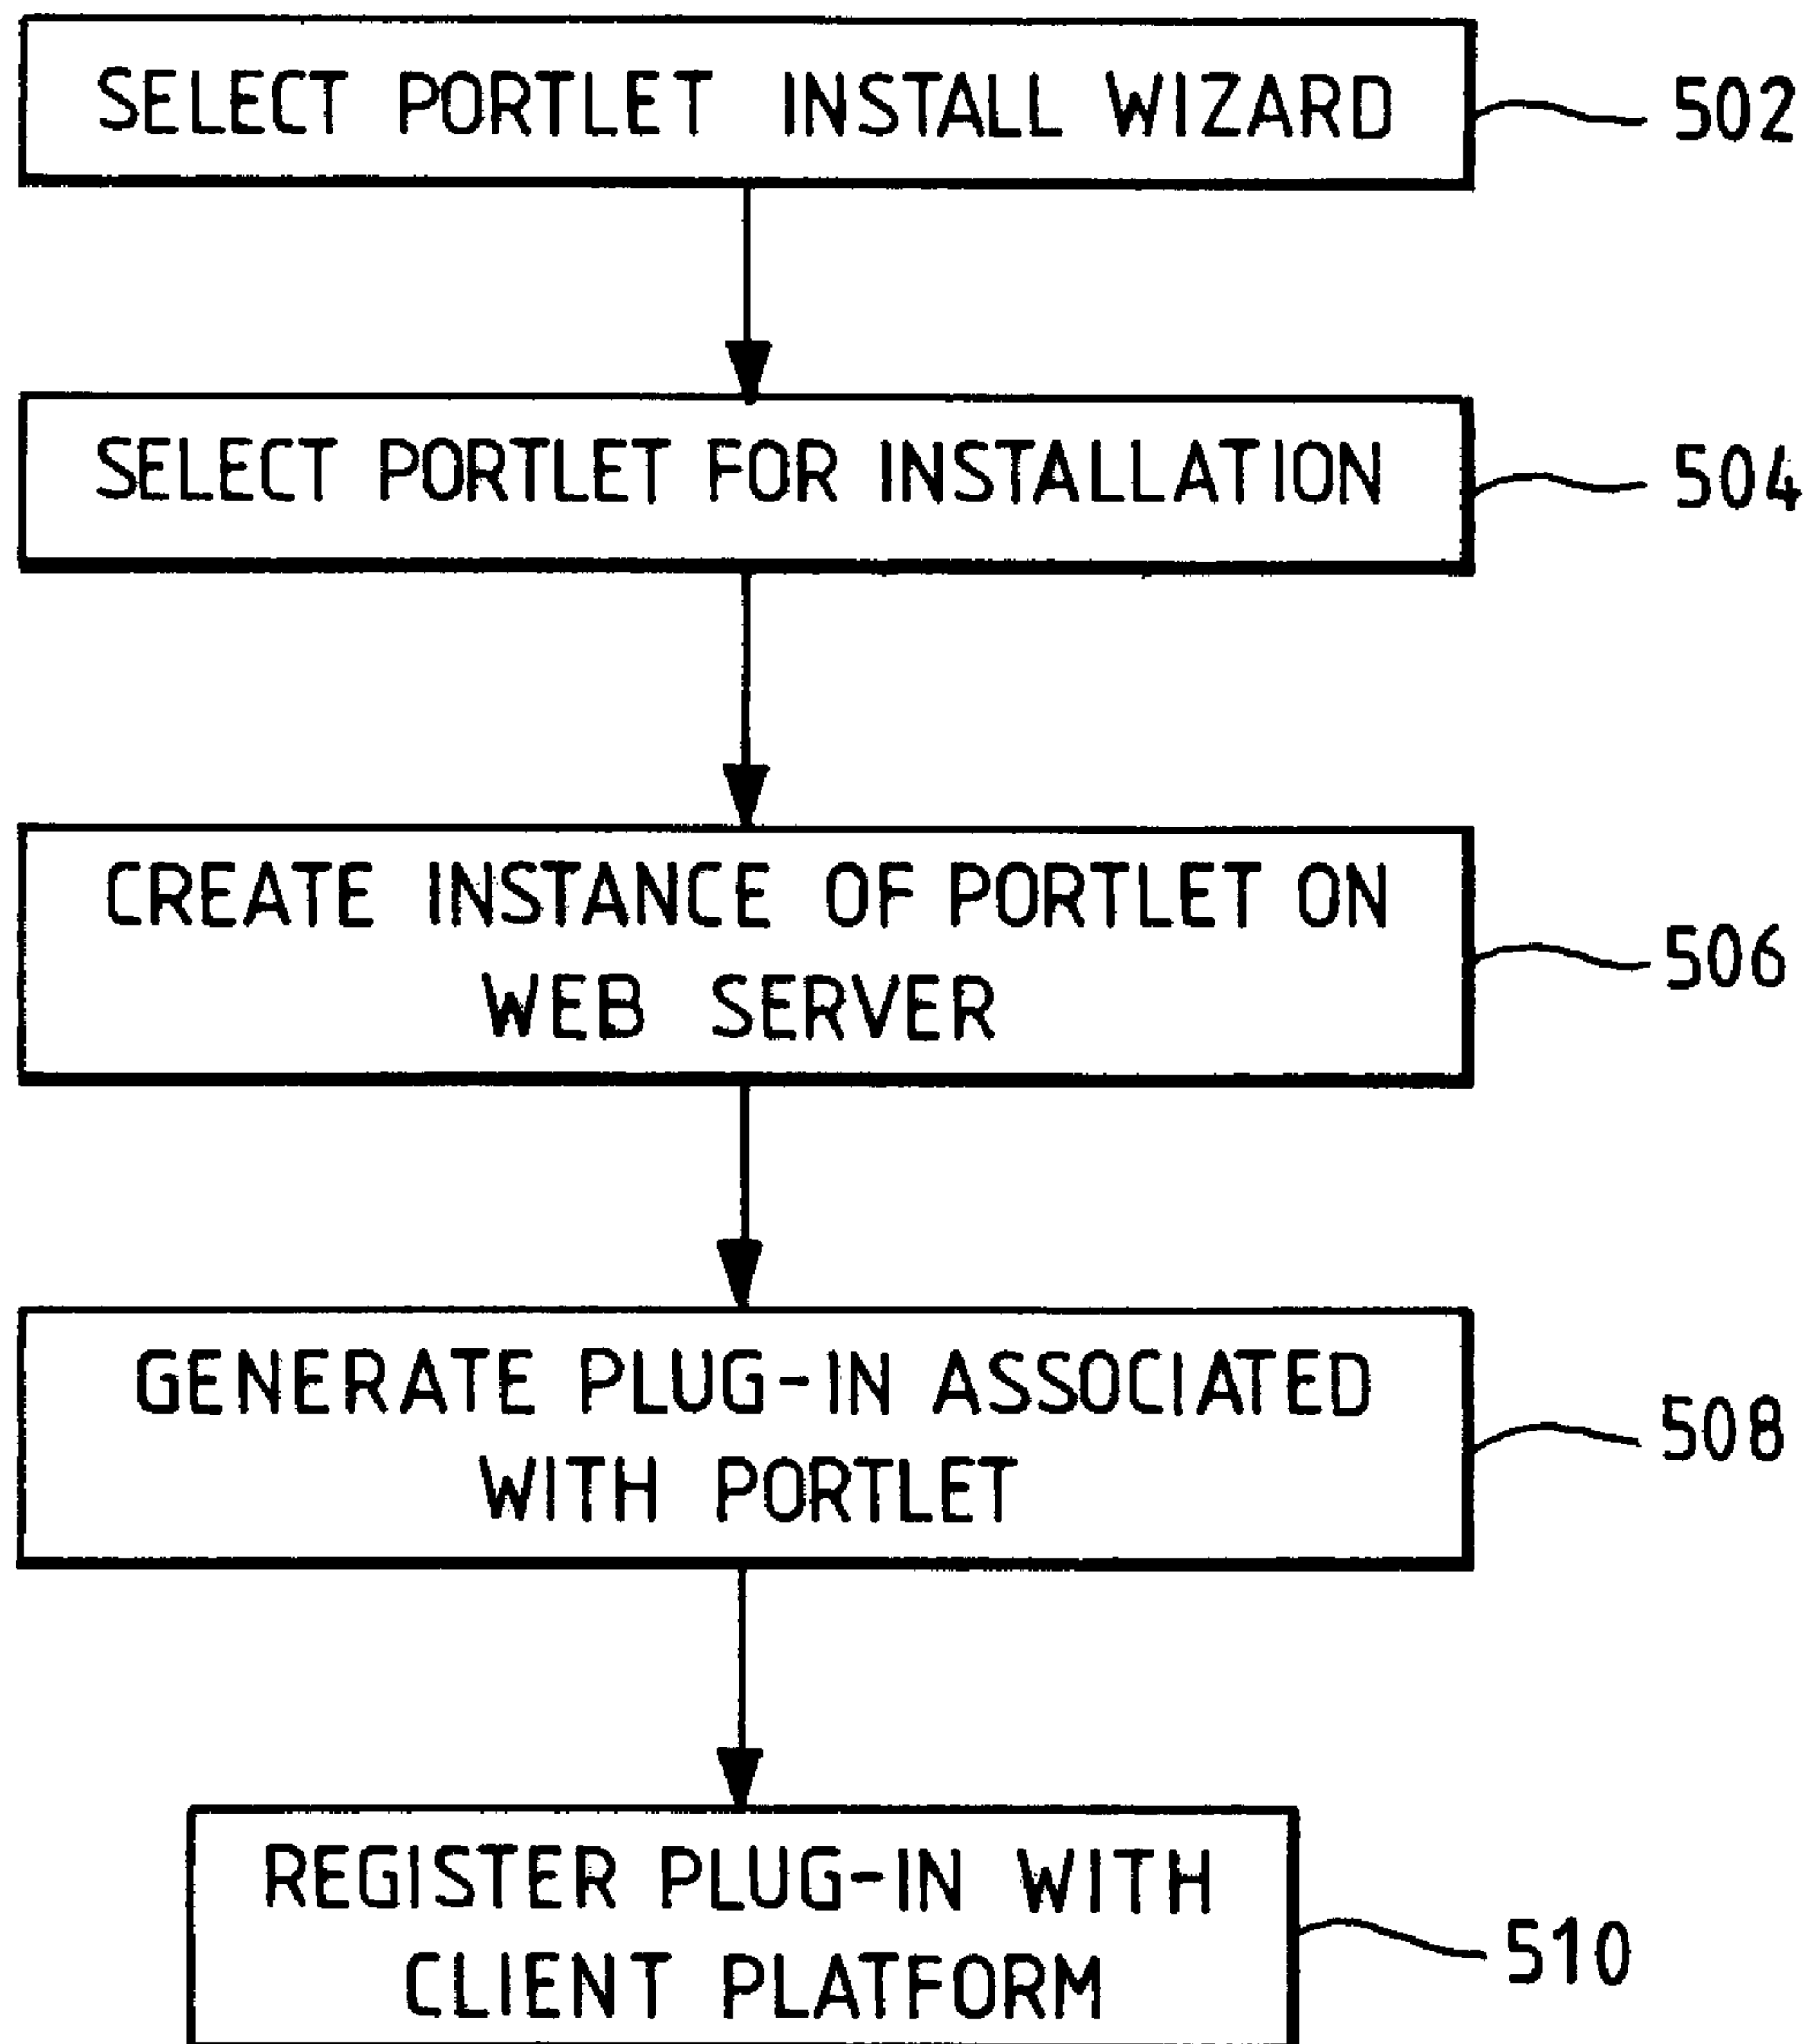 SELECT PORTLET INSTALL WIZARD
502
SELECT PORTLET FOR INSTALLATION
504
CREATE INSTANCE OF PORTLET ON
WEB SERVER
506
GENERATE PLUG-IN ASSOCIATED
WITH PORTLET
508
REGISTER PLUG-IN WITH
CLIENT PLATFORM
510